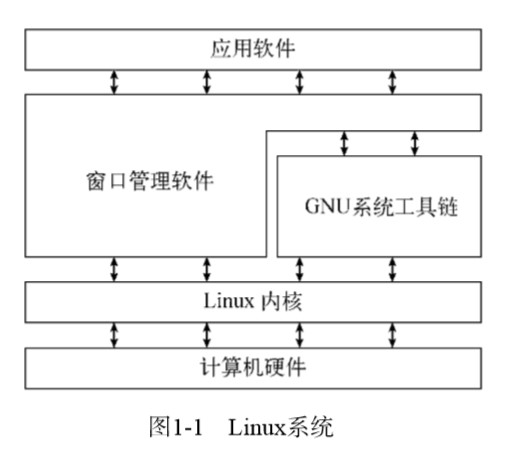 应用软件
窗口管理软件
GNU系统工具链
Linux 内核
计算机硬件
图1-1 Linux系统